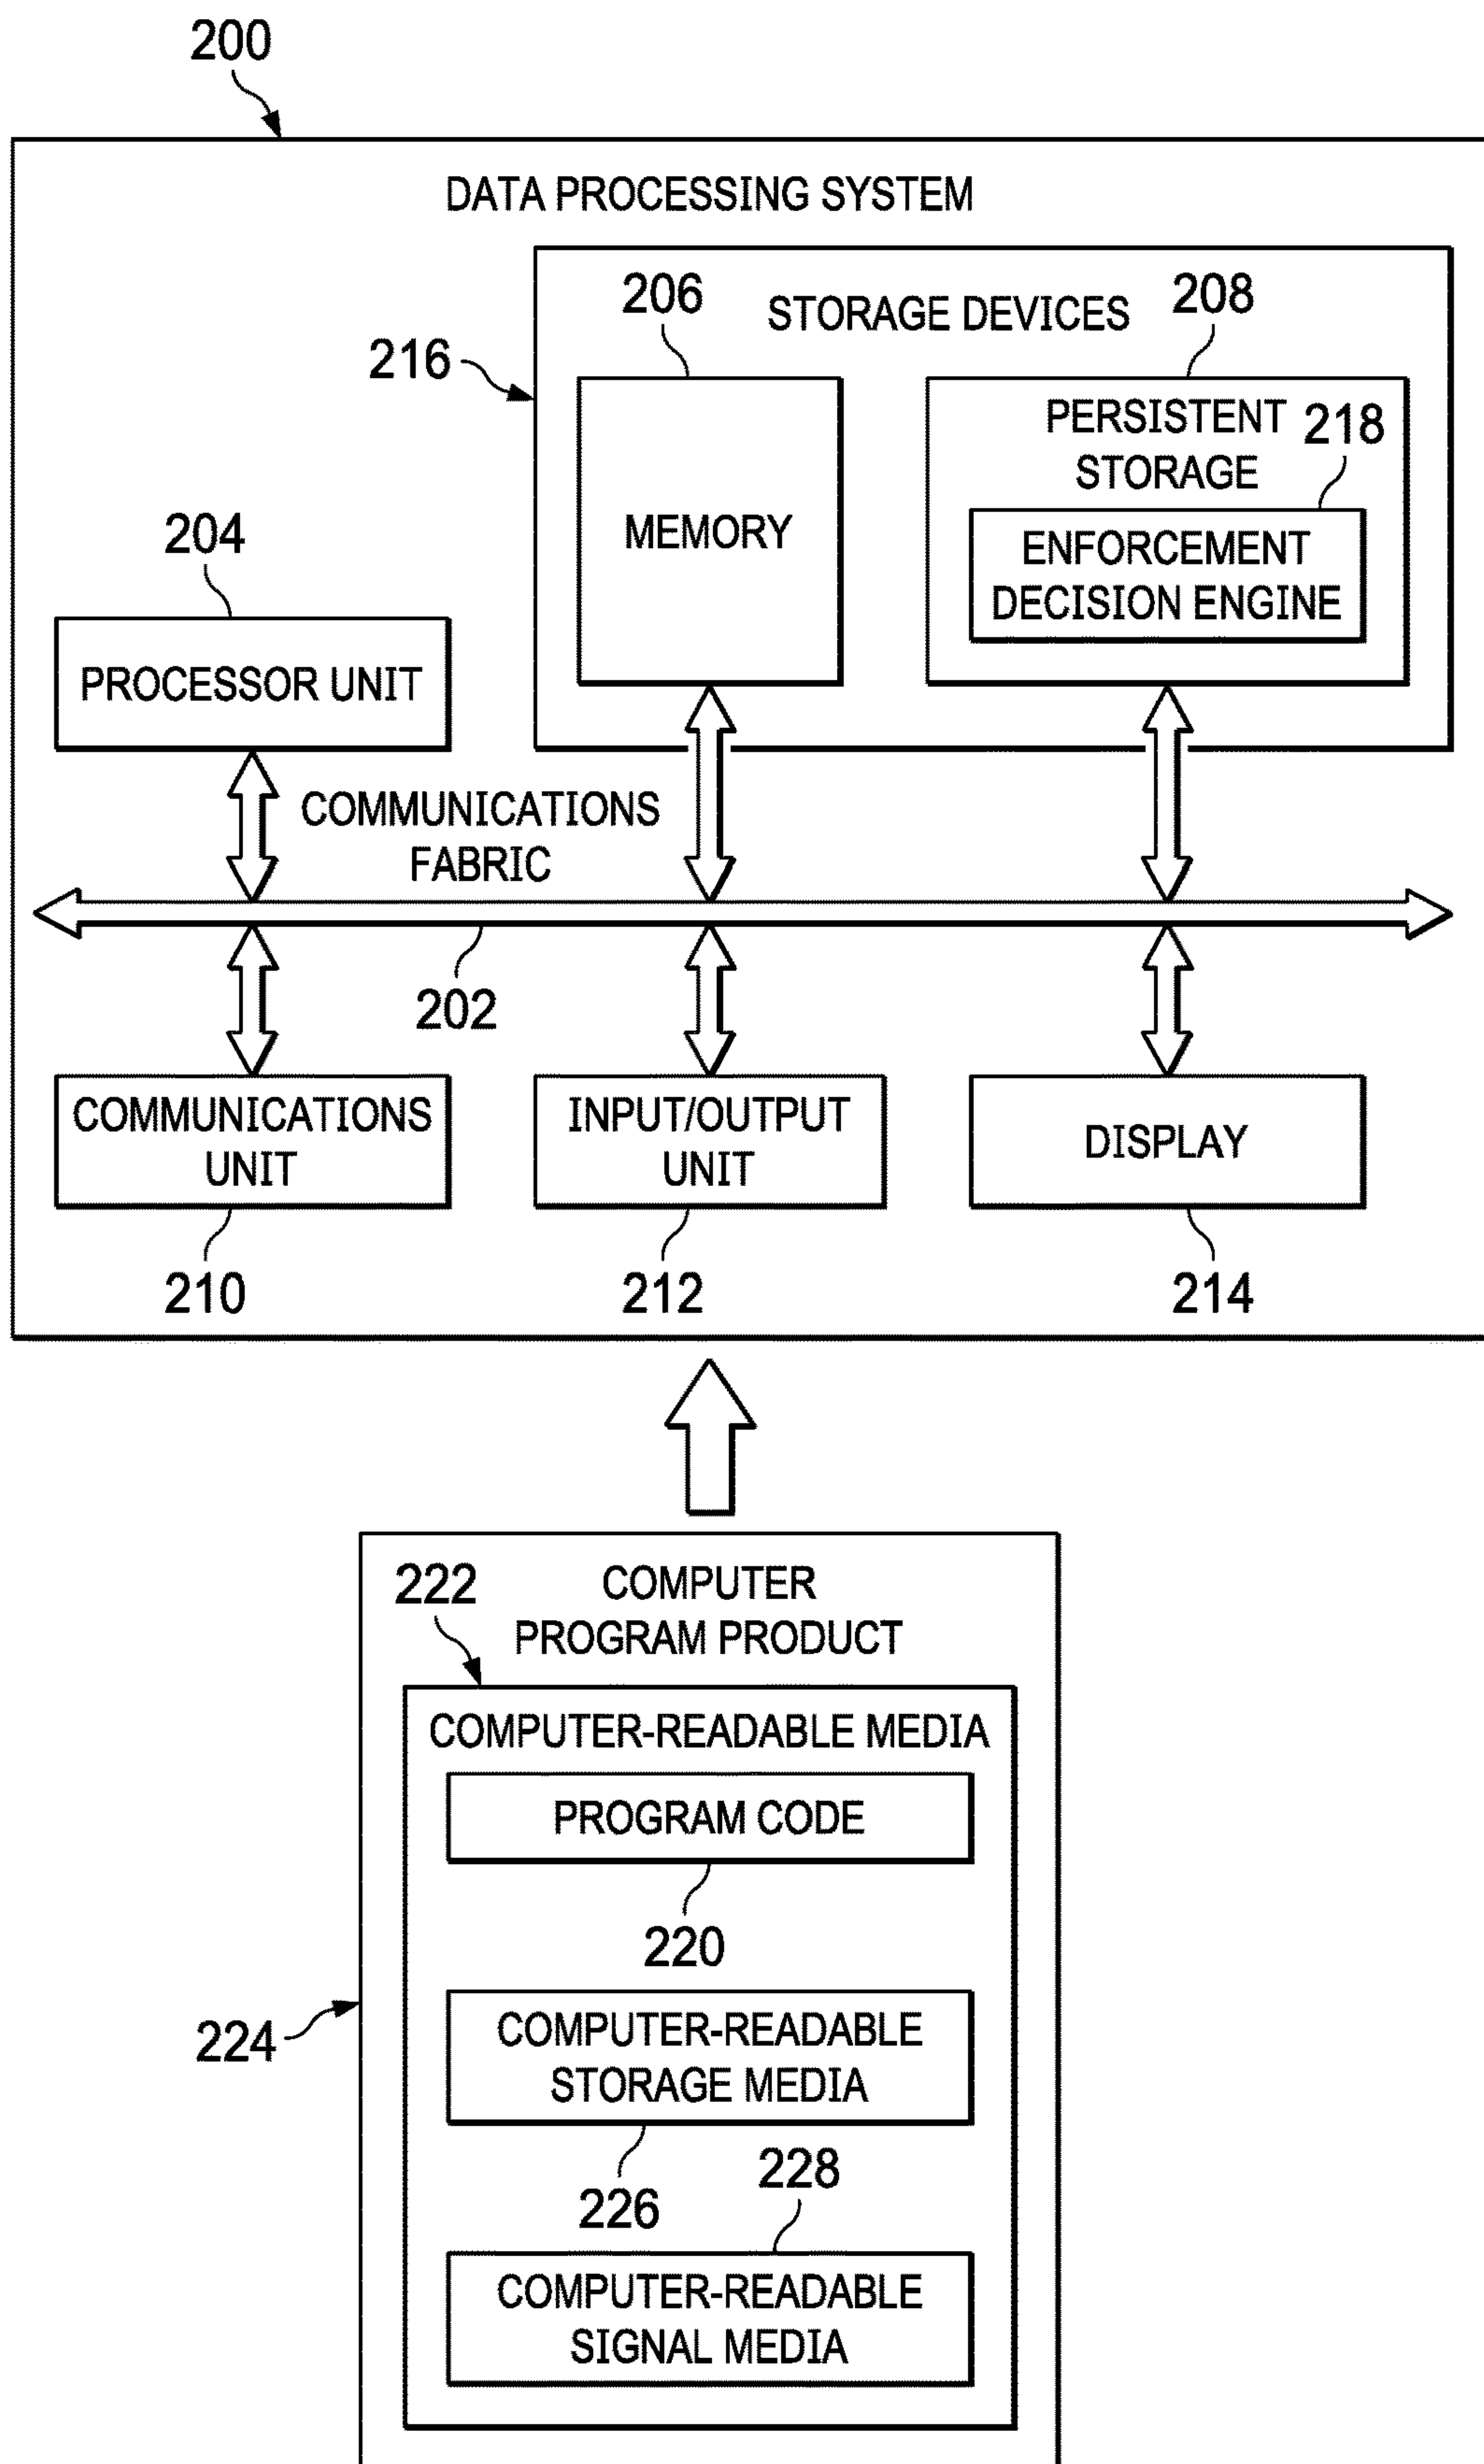 200
DATA PROCESSING SYSTEM
206
STORAGE DEVICES
208
216
PERSISTENT
218
STORAGE
MEMORY
ENFORCEMENT
DECISION ENGINE
204
PROCESSOR UNIT
COMMUNICATIONS
FABRIC
202
COMMUNICATIONS
UNIT
INPUT/OUTPUT
UNIT
DISPLAY
210
212
214
222
COMPUTER
PROGRAM PRODUCT
COMPUTER-READABLE MEDIA
PROGRAM CODE
220
224
COMPUTER-READABLE
STORAGE MEDIA
226
228
COMPUTER-READABLE
SIGNAL MEDIA